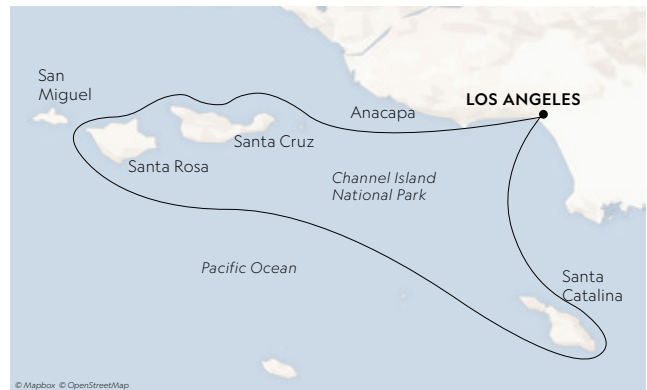 San
Miguel
Santa Rosa
Santa Cruz
Anacapa
LOS ANGELES
Channel Island
National Park
Pacific Ocean
Santa
Catalina
© Mapbox © OpenStreetMap